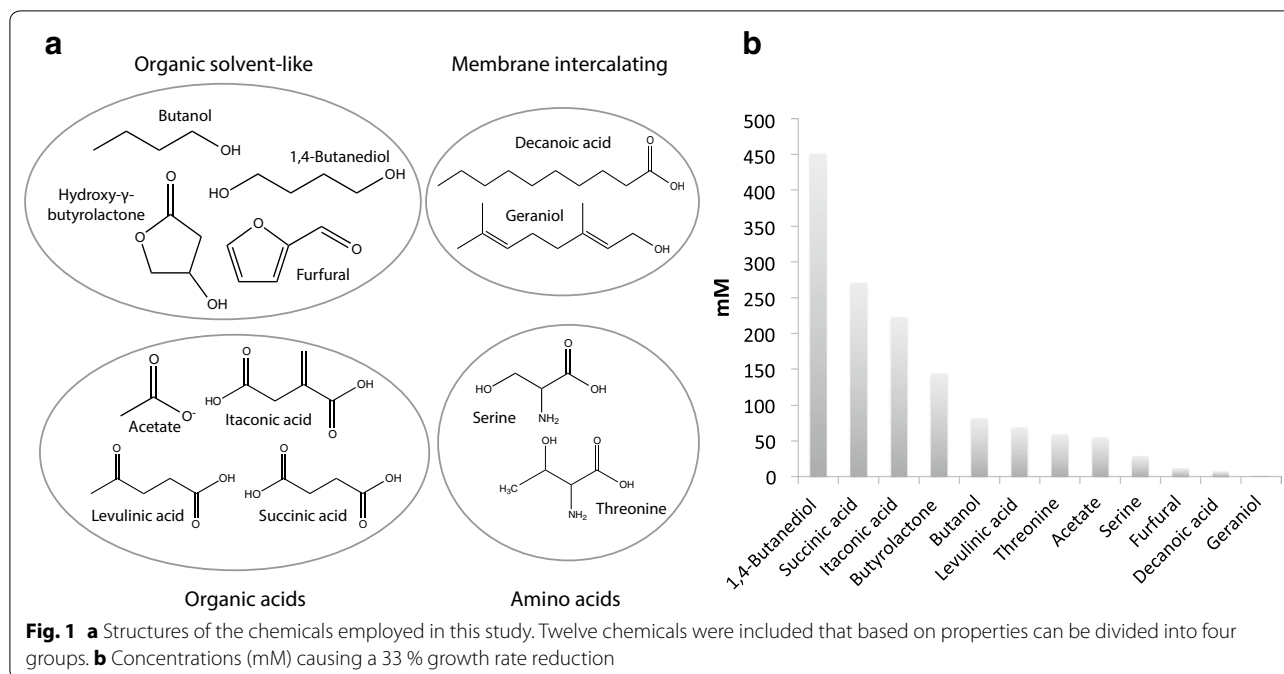 a
Organic solvent-like
Membrane intercalating
Butanol
OH
1,4-Butanediol
HO
OH
Hydroxy-γ-
butyrolactone
O
O
OH
O
O
Furfural
Decanoic acid
O
OH
Geraniol
OH
O
O-
Acetate
O
HO
OH
O
Itaconic acid
O
OH
O
Levulinic acid
O
HO
OH
O
Succinic acid
O
HO
OH
NH2
Serine
OH
O
H3C
OH
NH2
Threonine
Organic acids
Amino acids
b
mM
500
450
400
350
300
250
200
150
100
50
0
1,4-Butanediol
Succinic acid
Itaconic acid
Butyrolactone
Butanol
Levulinic acid
Threonine
Acetate
Serine
Furfural
Decanoic acid
Geraniol
Fig. 1 a Structures of the chemicals employed in this study. Twelve chemicals were included that based on properties can be divided into four
groups. b Concentrations (mM) causing a 33 % growth rate reduction